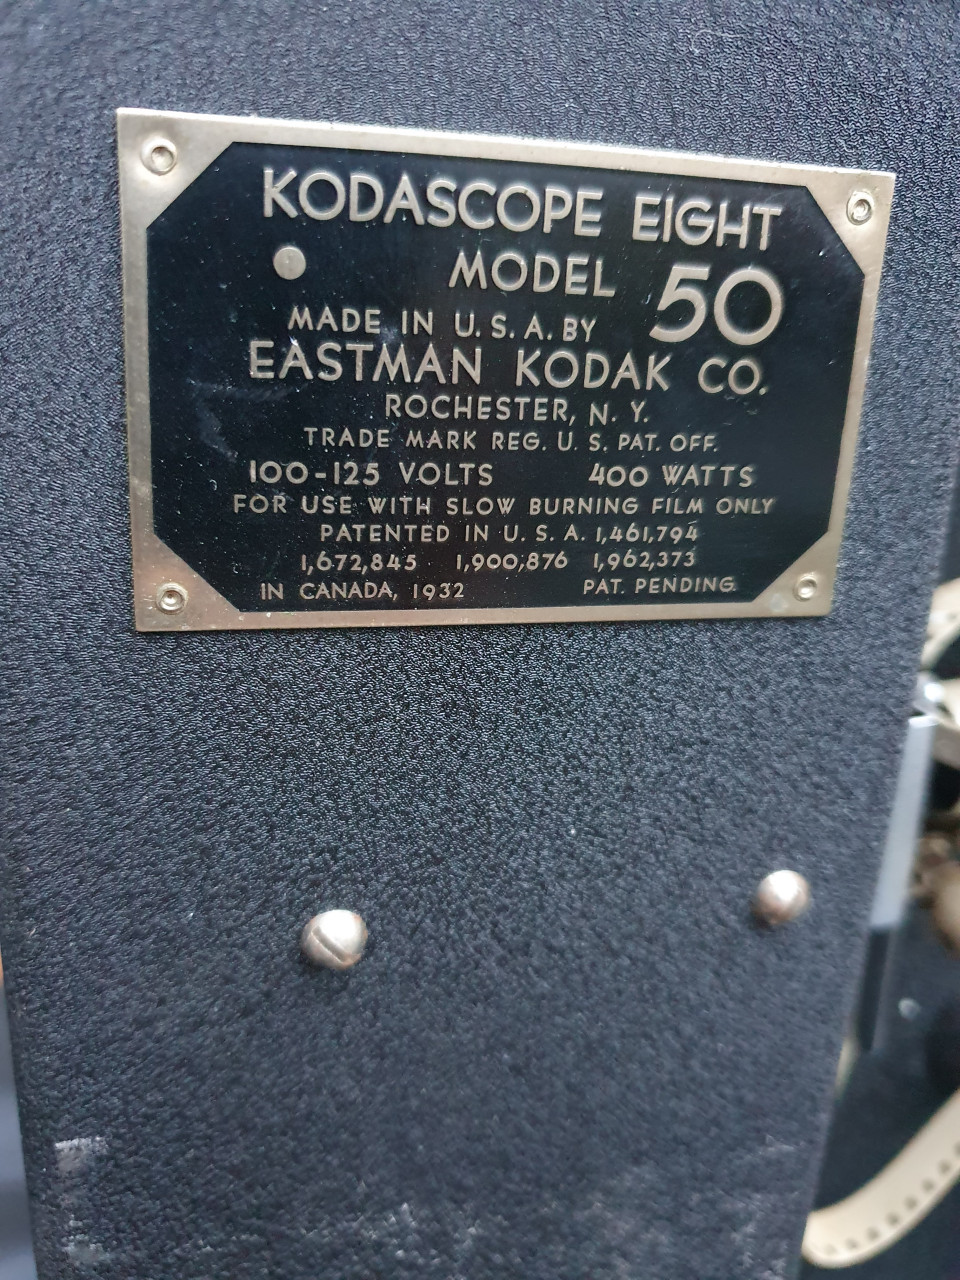 KODASCOPE EIGHT
MODEL 50
MADE IN U. S. A. BY
EASTMAN KODAK CO.
ROCHESTER, N. Y.
TRADE MARK REG. U. S. PAT. OFF.
100-125 VOLTS 400 WATTS
FOR USE WITH SLOW BURNING FILM ONLY
PATENTED IN U. S. A. 1,461,794
1,672,845 1,900,876 1,962,373
IN CANADA, 1932 PAT. PENDING.